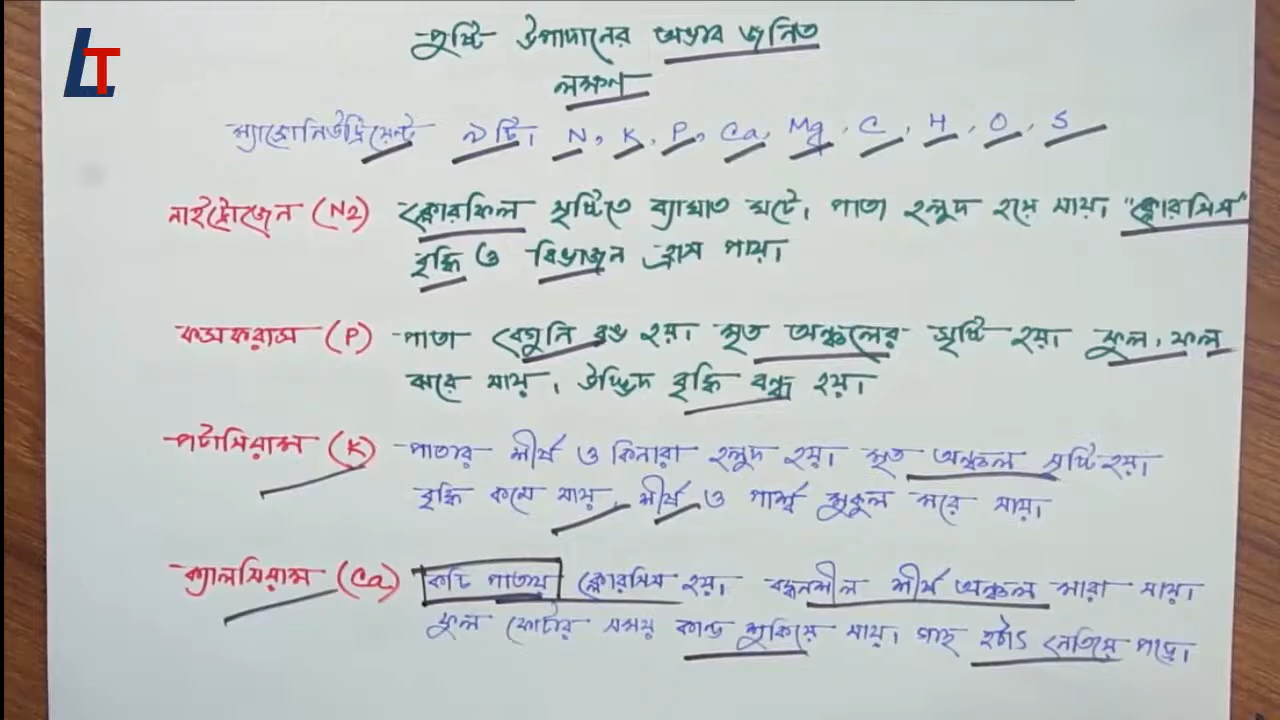 LT
পুষ্টি উপাদানের অভাব জনিত
লক্ষণ
ম্যাক্রোনিউট্রিয়েন্ট ৯টি। N, K, P, Ca, Mg, C, H, O, S
নাইট্রোজেন (N2) ক্লোরফিল সৃষ্টিতে ব্যাঘাত ঘটে। পাতা হলুদ হয়ে যায়। "ক্লোরসিস"
বৃদ্ধি ও বিভাজন হ্রাস পায়।
ফসফরাস (P) পাতা বেগুনি রঙ হয়। মৃত অঞ্চলের সৃষ্টি হয়। ফুল, ফল
ঝরে যায়। উদ্ভিদ বৃদ্ধি বন্ধ হয়।
পটাসিয়াম (K) পাতার শীর্ষ ও কিনারা হলুদ হয়। মৃত অঞ্চল সৃষ্টি হয়।
বৃদ্ধি কমে যায়, শীর্ষ ও পার্শ্ব মুকুল মরে যায়।
ক্যালসিয়াম (Ca) কচি পাতায় ক্লোরসিস হয়। বর্ধনশীল শীর্ষ অঞ্চল মারা যায়।
ফুল ফোটার সময় কান্ড শুকিয়ে যায়। গাছ হটাৎ নেতিয়ে পড়ে।